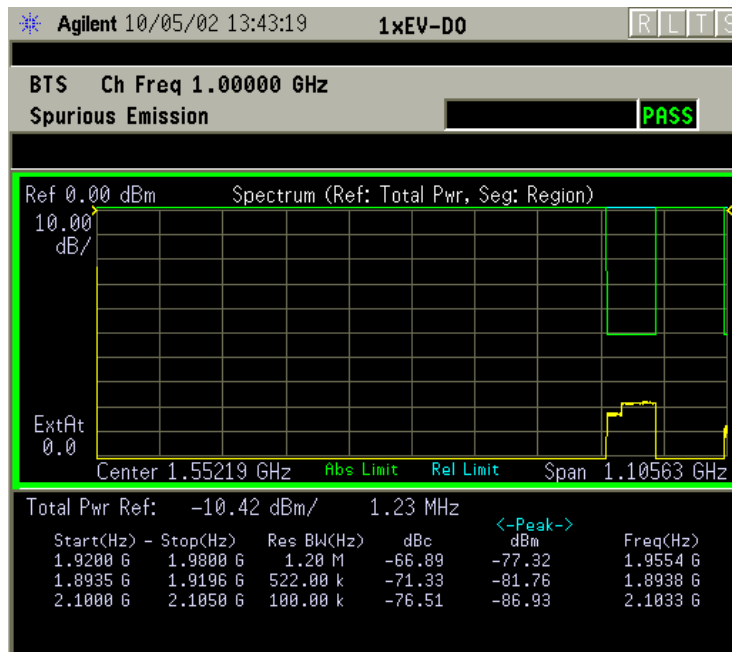 Agilent 10/05/02 13:43:19 1xEV-DO R L T S
BTS Ch Freq 1.00000 GHz
Spurious Emission PASS
Ref 0.00 dBm Spectrum (Ref: Total Pwr, Seg: Region)
10.00
dB/
ExtAt
0.0
Center 1.55219 GHz Abs Limit Rel Limit Span 1.10563 GHz
Total Pwr Ref: -10.42 dBm/ 1.23 MHz
<-Peak->
Start(Hz) - Stop(Hz) Res BW(Hz) dBc dBm Freq(Hz)
1.9200 G 1.9800 G 1.20 M -66.89 -77.32 1.9554 G
1.8935 G 1.9196 G 522.00 k -71.33 -81.76 1.8938 G
2.1000 G 2.1050 G 100.00 k -76.51 -86.93 2.1033 G